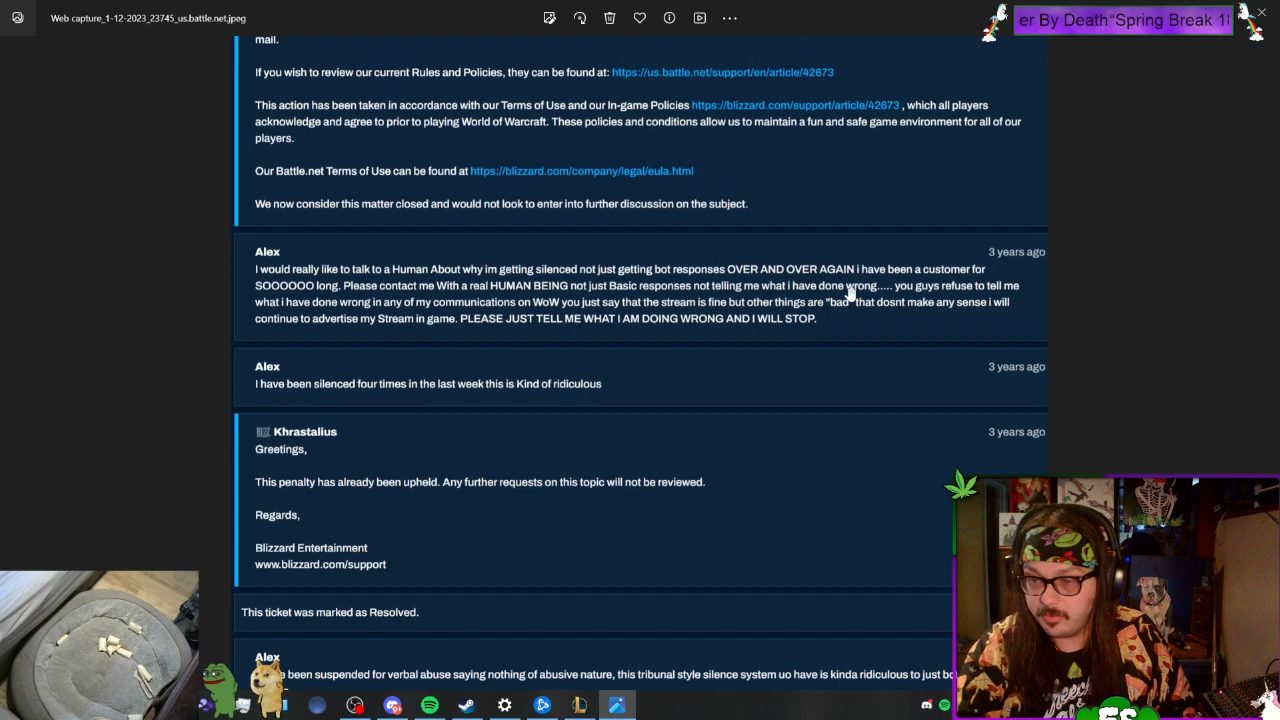 Web capture_1-12-2023_23745_us.battle.net.jpeg
er By Death"Spring Break 1
mail.
If you wish to review our current Rules and Policies, they can be found at: https://us.battle.net/support/en/article/42673
This action has been taken in accordance with our Terms of Use and our In-game Policies https://blizzard.com/support/article/42673 , which all players
acknowledge and agree to prior to playing World of Warcraft. These policies and conditions allow us to maintain a fun and safe game environment for all of our
players.
Our Battle.net Terms of Use can be found at https://blizzard.com/company/legal/eula.html
We now consider this matter closed and would not look to enter into further discussion on the subject.
Alex 3 years ago
I would really like to talk to a Human About why im getting silenced not just getting bot responses OVER AND OVER AGAIN i have been a customer for
SOOOOOO long. Please contact me With a real HUMAN BEING not just Basic responses not telling me what i have done wrong..... you guys refuse to tell me
what i have done wrong in any of my communications on WoW you just say that the stream is fine but other things are "bad" that dosnt make any sense i will
continue to advertise my Stream in game. PLEASE JUST TELL ME WHAT I AM DOING WRONG AND I WILL STOP.
Alex 3 years ago
I have been silenced four times in the last week this is Kind of ridiculous
Khrastalius 3 years ago
Greetings,
This penalty has already been upheld. Any further requests on this topic will not be reviewed.
Regards,
Blizzard Entertainment
www.blizzard.com/support
This ticket was marked as Resolved.
Alex
been suspended for verbal abuse saying nothing of abusive nature, this tribunal style silence system uo have is kinda ridiculous to just